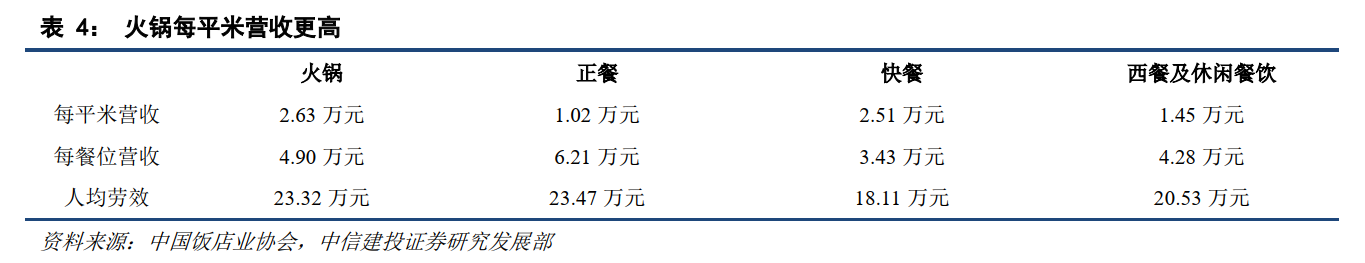 表 4： 火锅每平米营收更高
火锅 正餐 快餐 西餐及休闲餐饮
每平米营收 2.63 万元 1.02 万元 2.51 万元 1.45 万元
每餐位营收 4.90 万元 6.21 万元 3.43 万元 4.28 万元
人均劳效 23.32 万元 23.47 万元 18.11 万元 20.53 万元
资料来源：中国饭店业协会，中信建投证券研究发展部